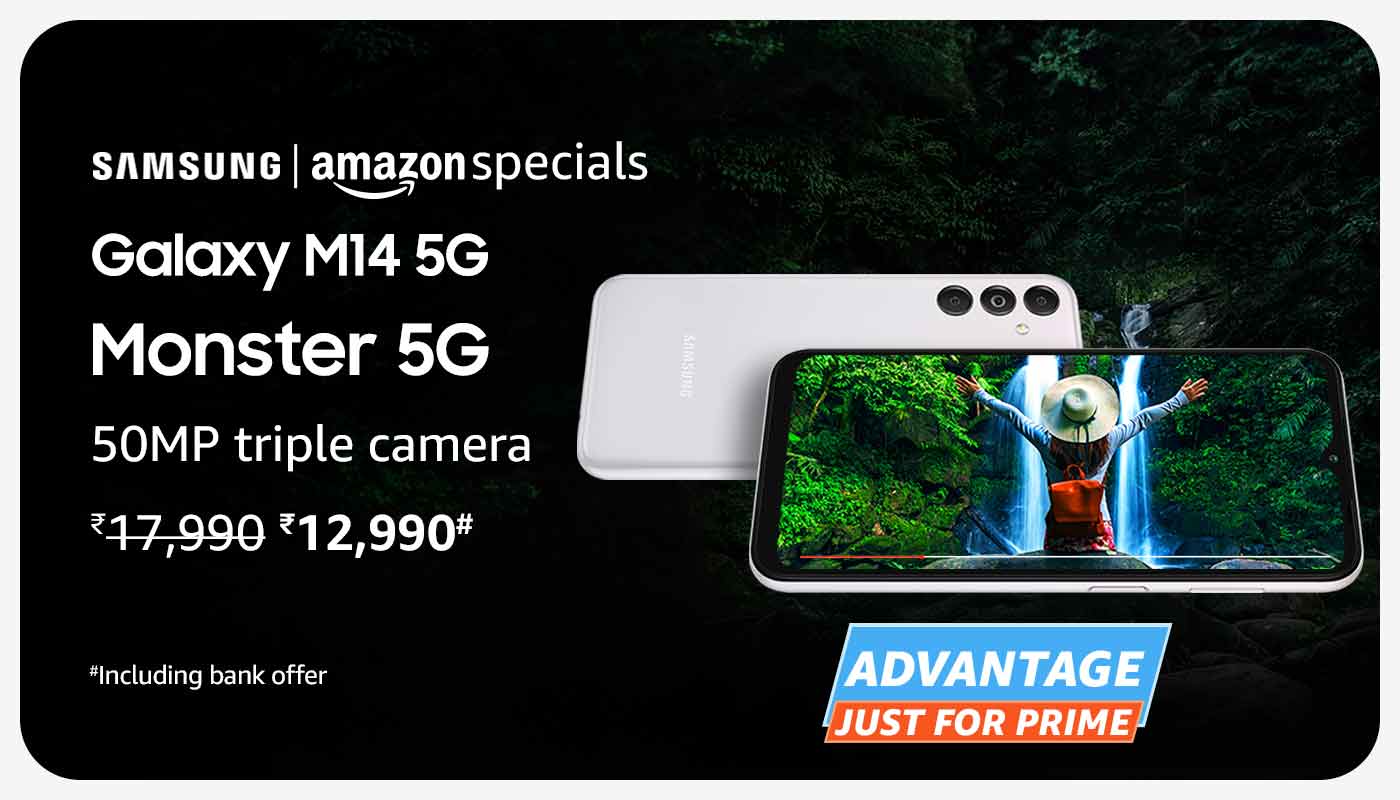 SAMSUNG | amazon specials
Galaxy M14 5G
Monster 5G
50MP triple camera
₹17,990 ₹12,990#
#Including bank offer
SAMSUNG
ADVANTAGE
JUST FOR PRIME